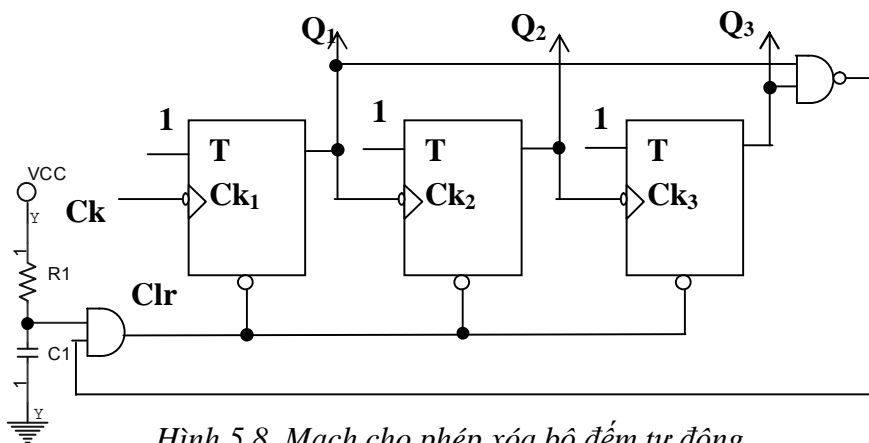 Q₁ Q₂ Q₃
1 1 1
T T T
VCC
Ck Ck₁ Ck₂ Ck₃
Y
1
R1
Clr
C1
1
Y
Hình 5.8. Mạch cho phép xóa bộ đếm tự động